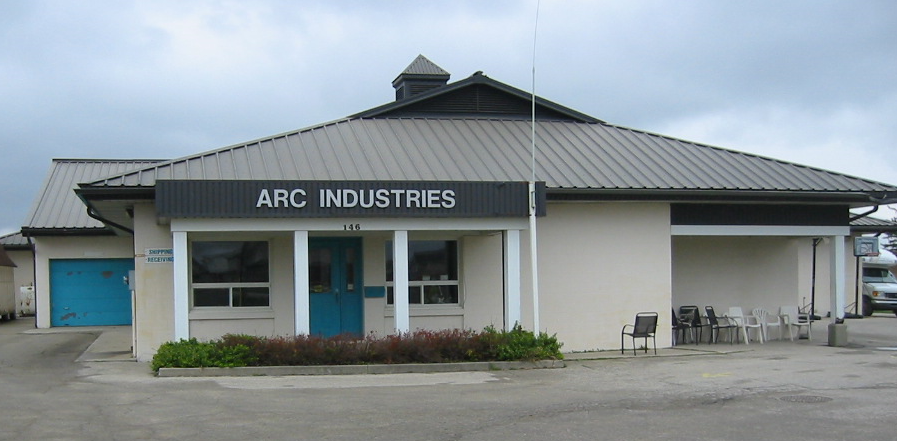 ARC INDUSTRIES
146
SHIPPING
RECEIVING